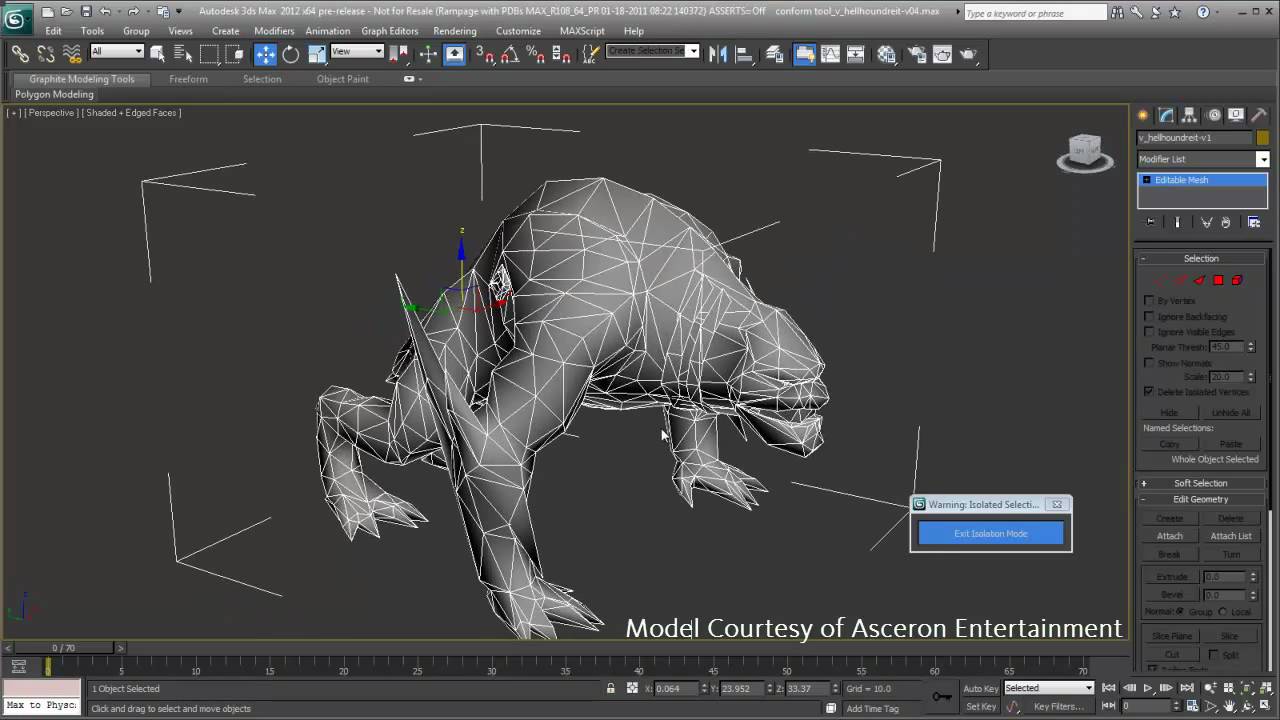 Autodesk 3ds Max 2012 x64 pre-release - Not for Resale (Rampage with PDBs MAX_R108_64_PR 01-18-2011 08:22 140372) ASSERTS=Off conform tool_v_hellhoundreit-v04.max
Type a keyword or phrase
Edit Tools Group Views Create Modifiers Animation Graph Editors Rendering Customize MAXScript Help
All View Create Selection Se
Graphite Modeling Tools Freeform Selection Object Paint
Polygon Modeling
[ + ] [ Perspective ] [ Shaded + Edged Faces ]
v_hellhoundreit-v1
Modifier List
Editable Mesh
Selection
By Vertex
Ignore Backfacing
Ignore Visible Edges
Planar Thresh: 45.0
Show Normals
Scale: 20.0
Delete Isolated Vertices
Hide Unhide All
Named Selections:
Copy Paste
Whole Object Selected
Soft Selection
Edit Geometry
Create Delete
Attach Attach List
Break Turn
Extrude 0.0
Bevel 0.0
Normal: Group Local
Slice Plane Slice
Cut Split
z
Warning: Isolated Selecti...
Exit Isolation Mode
Model Courtesy of Asceron Entertainment
0 / 70
0 5 10 15 20 25 30 35 40 45 50 55 60 65 70
Max to Physc
1 Object Selected
Click and drag to select and move objects
X: 0.064 Y: 23.952 Z: 33.37 Grid = 10.0
Add Time Tag
Auto Key Selected
Set Key Key Filters... 0